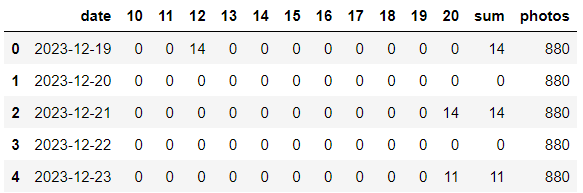 date 10 11 12 13 14 15 16 17 18 19 20 sum photos
0 2023-12-19 0 0 14 0 0 0 0 0 0 0 0 14 880
1 2023-12-20 0 0 0 0 0 0 0 0 0 0 0 0 880
2 2023-12-21 0 0 0 0 0 0 0 0 0 0 14 14 880
3 2023-12-22 0 0 0 0 0 0 0 0 0 0 0 0 880
4 2023-12-23 0 0 0 0 0 0 0 0 0 0 11 11 880